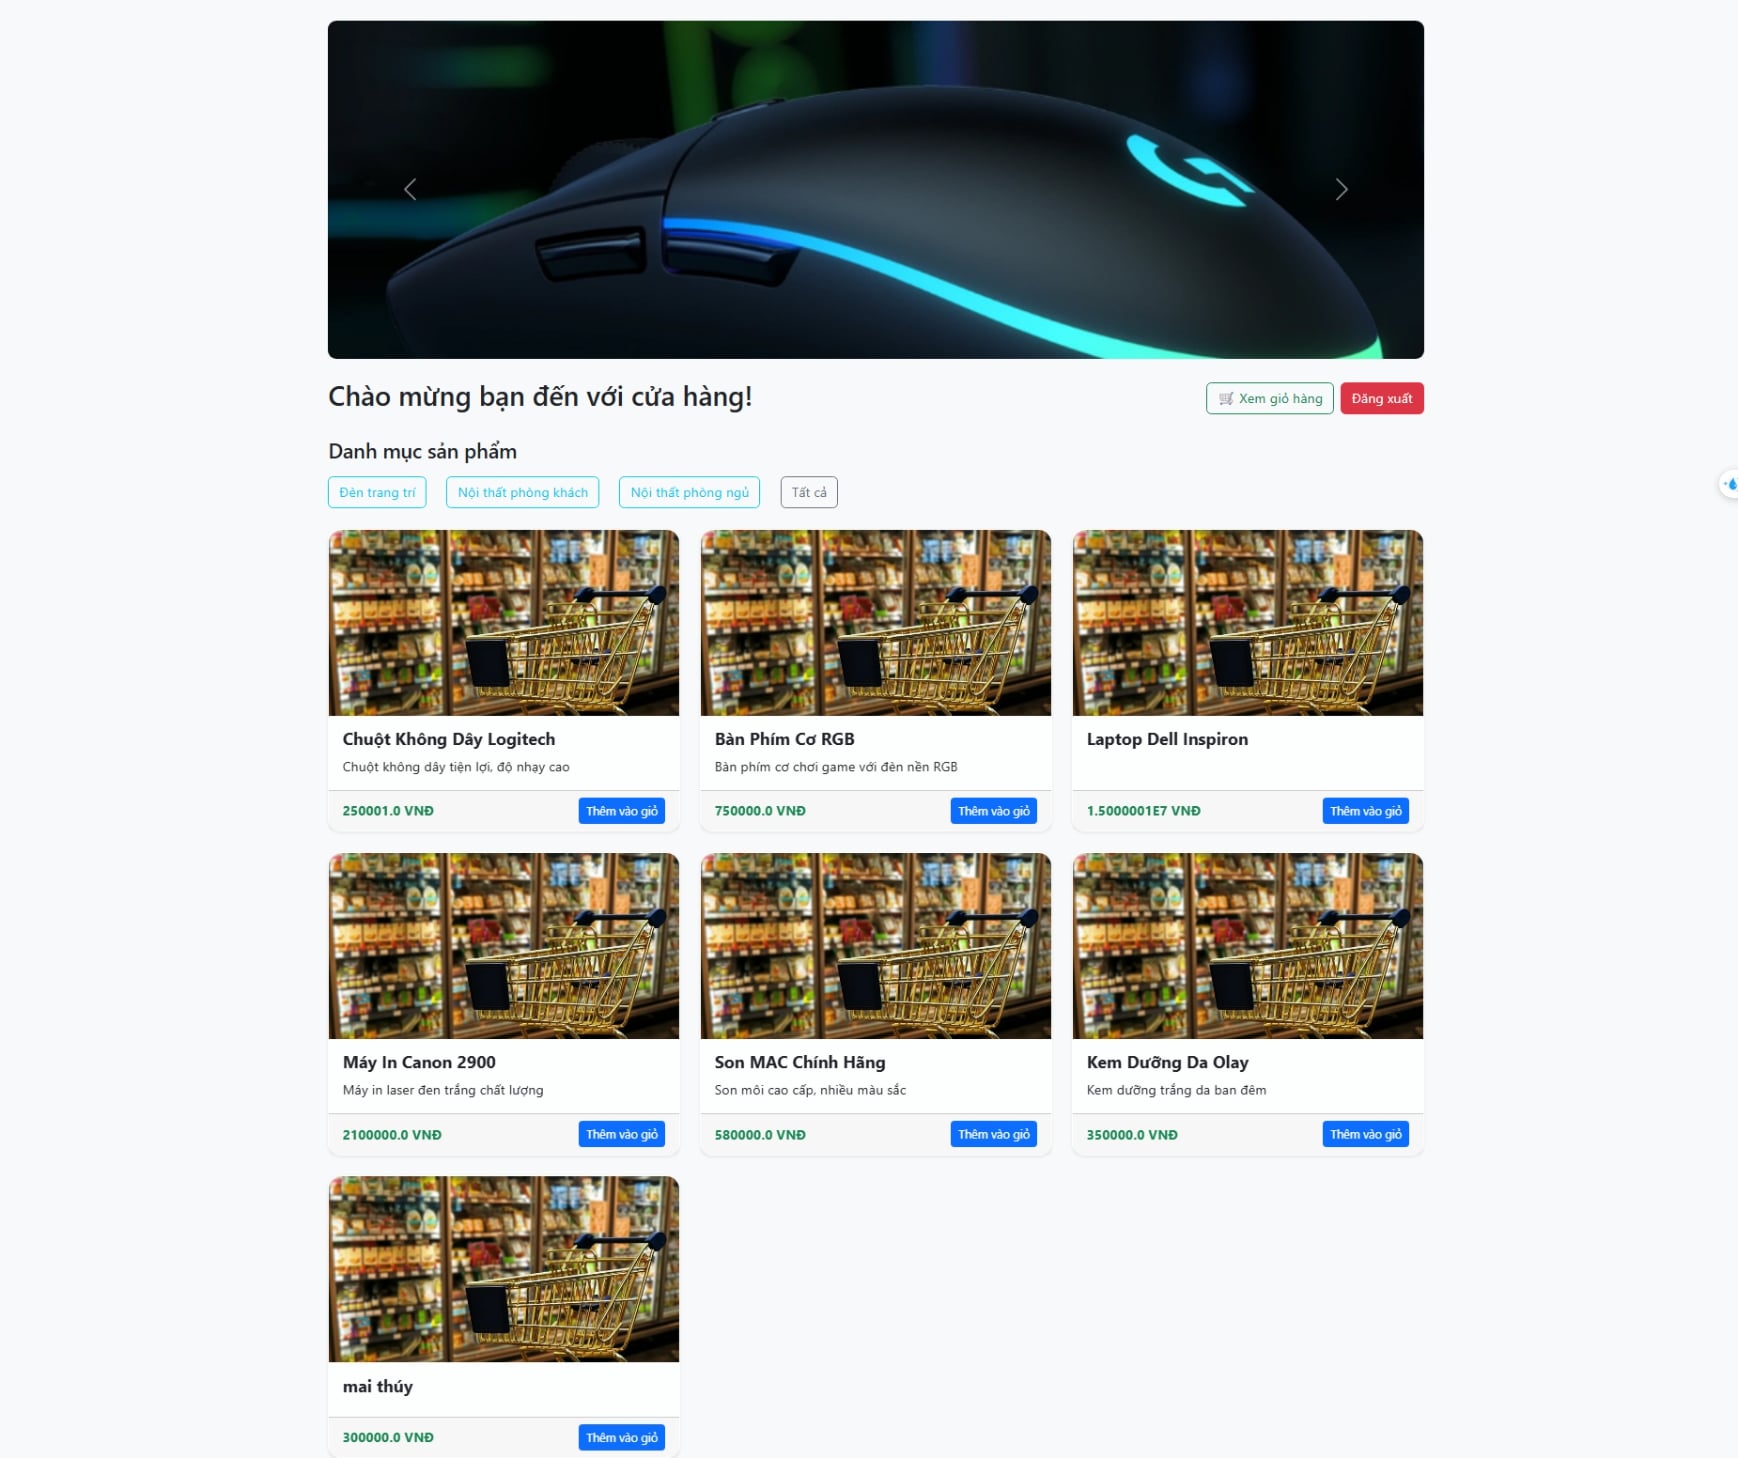 Chào mừng bạn đến với cửa hàng!
🛒 Xem giỏ hàng
Đăng xuất
Danh mục sản phẩm
Đèn trang trí
Nội thất phòng khách
Nội thất phòng ngủ
Tất cả
Chuột Không Dây Logitech
Chuột không dây tiện lợi, độ nhạy cao
250001.0 VNĐ
Thêm vào giỏ
Bàn Phím Cơ RGB
Bàn phím cơ chơi game với đèn nền RGB
750000.0 VNĐ
Thêm vào giỏ
Laptop Dell Inspiron
1.5000001E7 VNĐ
Thêm vào giỏ
Máy In Canon 2900
Máy in laser đen trắng chất lượng
2100000.0 VNĐ
Thêm vào giỏ
Son MAC Chính Hãng
Son môi cao cấp, nhiều màu sắc
580000.0 VNĐ
Thêm vào giỏ
Kem Dưỡng Da Olay
Kem dưỡng trắng da ban đêm
350000.0 VNĐ
Thêm vào giỏ
mai thúy
300000.0 VNĐ
Thêm vào giỏ